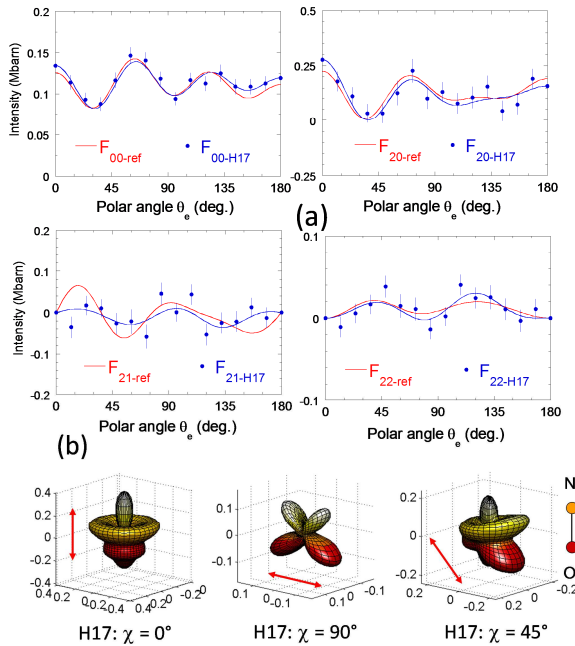 0.2
0.15
0.1
0.05
0
Intensity (Mbarn)
F00-ref
F00-H17
0 45 90 135 180
Polar angle θe (deg.)
0.5
0.25
0
-0.25
F20-ref
F20-H17
0 45 90 135 180
Polar angle θe (deg.)
(a)
0.2
0.1
0
-0.1
-0.2
Intensity (Mbarn)
F21-ref
F21-H17
0 45 90 135 180
Polar angle θe (deg.)
0.1
0
-0.1
F22-ref
F22-H17
0 45 90 135 180
Polar angle θe (deg.)
(b)
0.4
0.2
0
-0.2
-0.4
0.4 0.2 0 0.2 0.4 0.2 0 -0.2
H17: χ = 0°
0.1
0
-0.1
0.1 0 -0.1 0.1 0 -0.1
H17: χ = 90°
0.2
0
-0.2
0.2 0 -0.2 0.2 0 -0.2
H17: χ = 45°
N
O